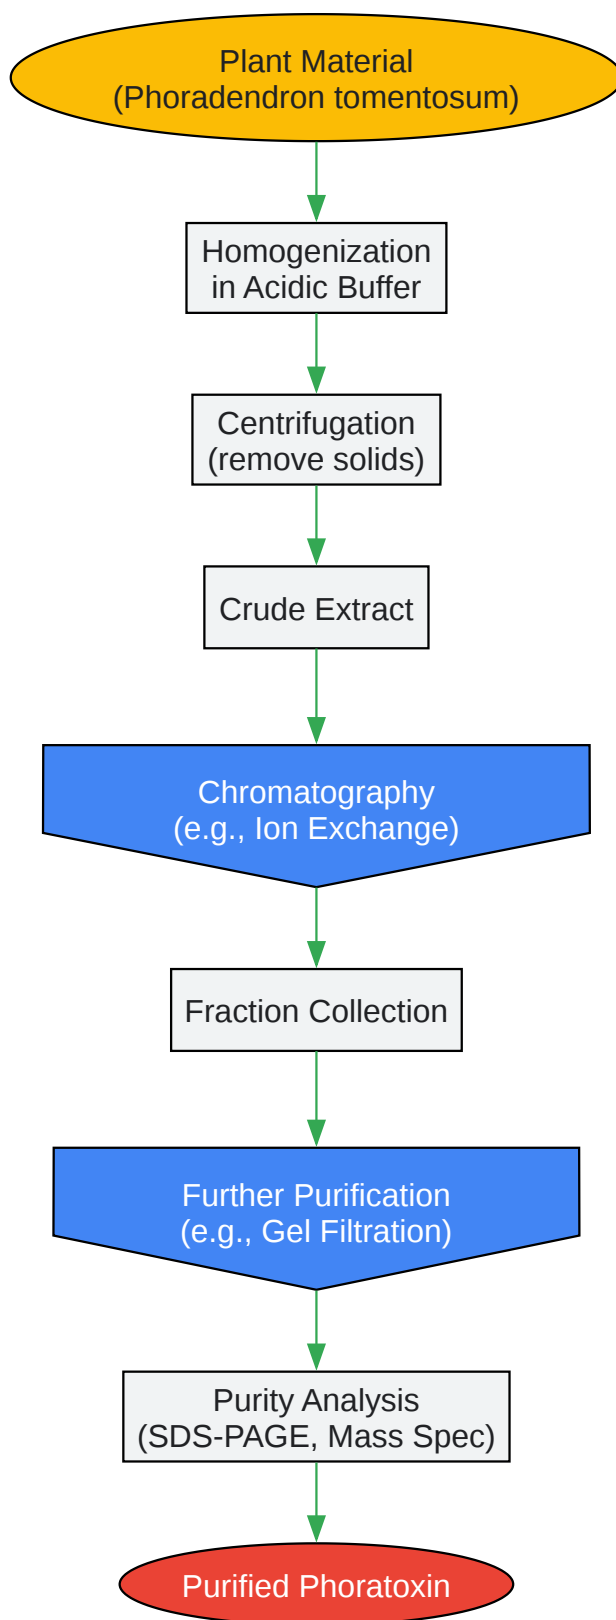 Plant Material
(Phoradendron tomentosum)
Homogenization
in Acidic Buffer
Centrifugation
(remove solids)
Crude Extract
Chromatography
(e.g., Ion Exchange)
Fraction Collection
Further Purification
(e.g., Gel Filtration)
Purity Analysis
(SDS-PAGE, Mass Spec)
Purified Phoratoxin